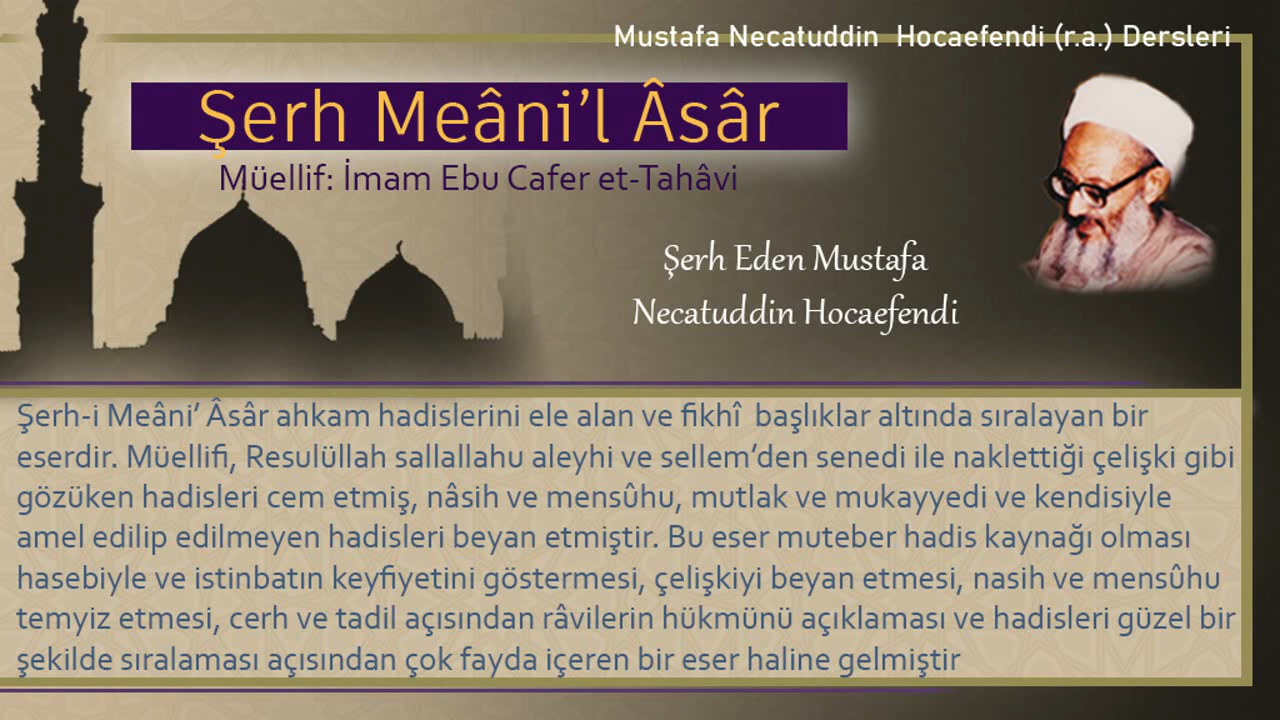 Mustafa Necatuddin Hocaefendi (r.a.) Dersleri
Şerh Meâni’l Âsâr
Müellif: İmam Ebu Cafer et-Tahâvi
Şerh Eden Mustafa
Necatuddin Hocaefendi
Şerh-i Meâni’ Âsâr ahkam hadislerini ele alan ve fikhî başlıklar altında sıralayan bir
eserdir. Müellifi, Resulüllah sallallahu aleyhi ve sellem’den senedi ile naklettiği çelişki gibi
gözüken hadisleri cem etmiş, nâsih ve mensûhu, mutlak ve mukayyedi ve kendisiyle
amel edilip edilmeyen hadisleri beyan etmiştir. Bu eser muteber hadis kaynağı olması
hasebiyle ve istinbatın keyfiyetini göstermesi, çelişkiyi beyan etmesi, nasih ve mensûhu
temyiz etmesi, cerh ve tadil açısından râvilerin hükmünü açıklaması ve hadisleri güzel bir
şekilde sıralaması açısından çok fayda içeren bir eser haline gelmiştir